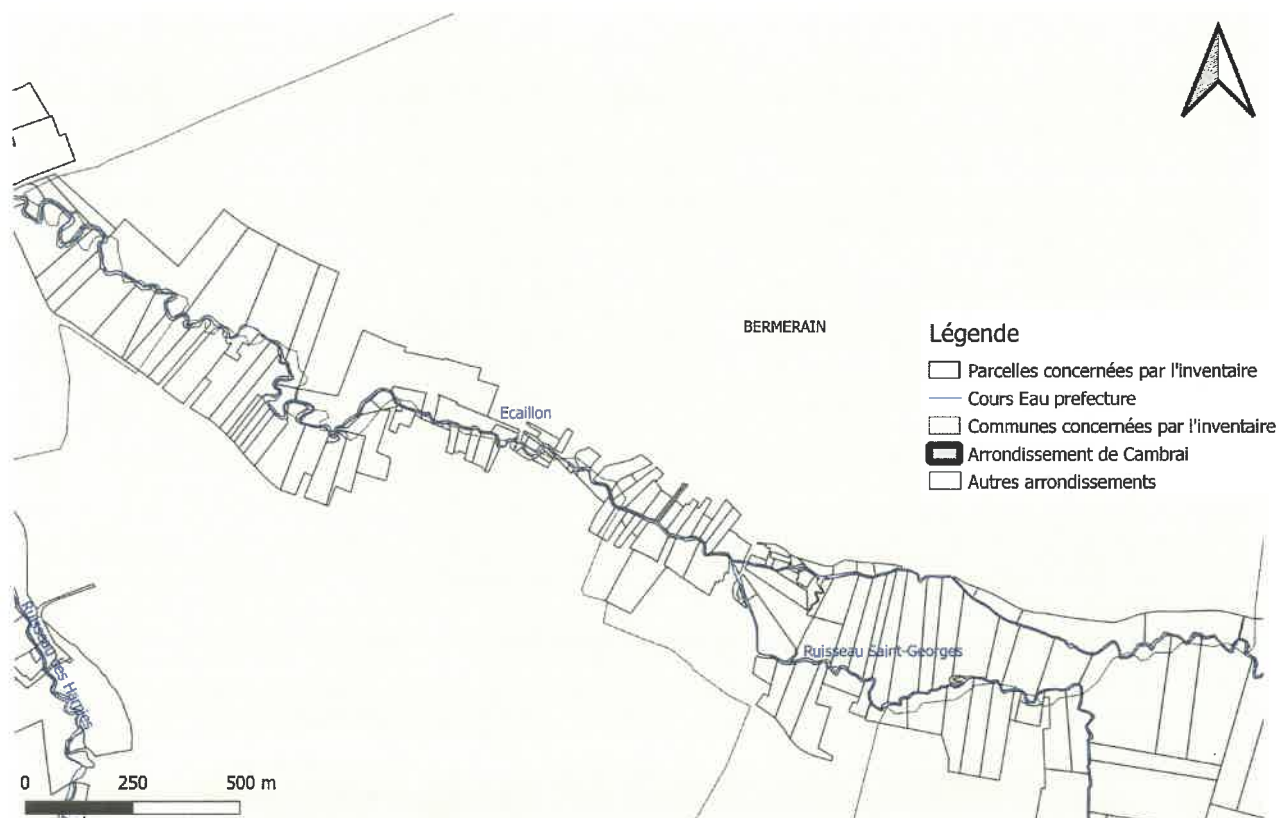 BERMERAIN
Légende
Parcelles concernées par l'inventaire
Cours Eau prefecture
Communes concernées par l'inventaire
Arrondissement de Cambrai
Autres arrondissements
Ecaillon
Ruisseau Saint-Georges
Ruisseau des Harpies
0 250 500 m